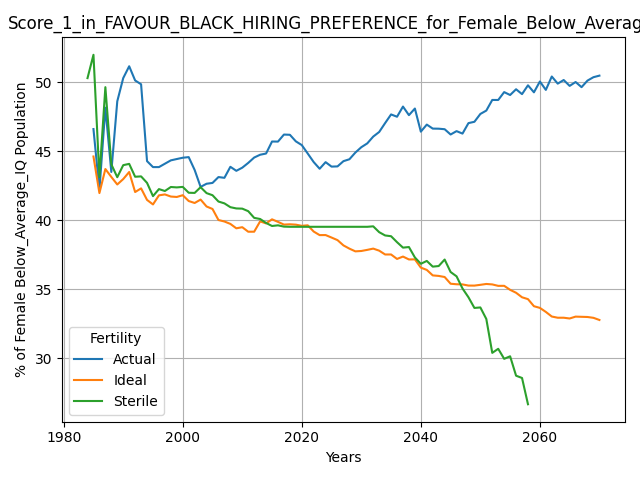 Score_1_in_FAVOUR_BLACK_HIRING_PREFERENCE_for_Female_Below_Averag
% of Female Below_Average_IQ Population
50
45
40
35
30
Fertility
Actual
Ideal
Sterile
1980 2000 2020 2040 2060
Years